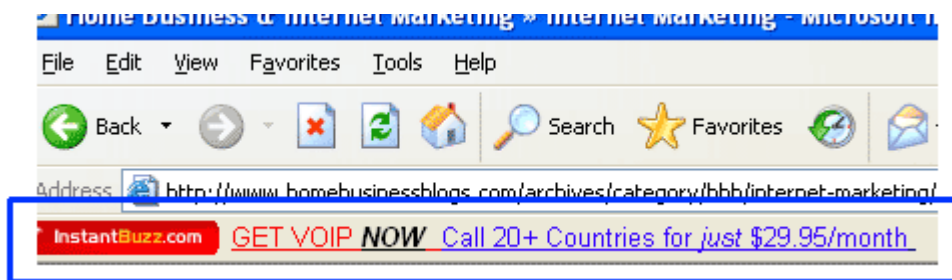 Home Business & Internet Marketing » Internet Marketing - Microsoft
File Edit View Favorites Tools Help
Back Search Favorites
Address http://www.homebusinessblogs.com/archives/category/hbb/internet-marketing/
InstantBuzz.com GET VOIP NOW Call 20+ Countries for just $29.95/month